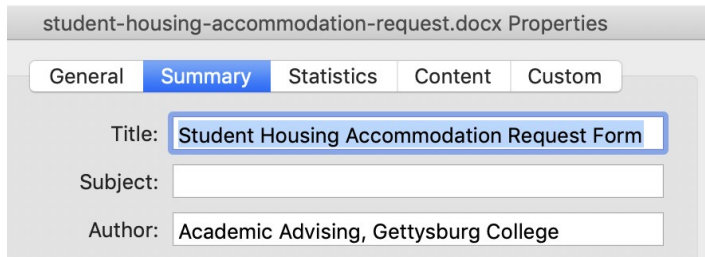 student-housing-accommodation-request.docx Properties
General Summary Statistics Content Custom
Title: Student Housing Accommodation Request Form
Subject:
Author: Academic Advising, Gettysburg College